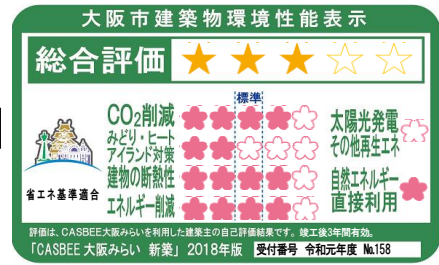 大阪市建築物環境性能表示
総合評価
標準
CO₂削減
みどり・ヒート
アイランド対策
建物の断熱性
エネルギー削減
太陽光発電
その他再生エネ
自然エネルギー
直接利用
省エネ基準適合
評価は、CASBEE大阪みらいを利用した建築主の自己評価結果です。竣工後3年間有効。
「CASBEE大阪みらい 新築」2018年版 受付番号 令和元年度 №158